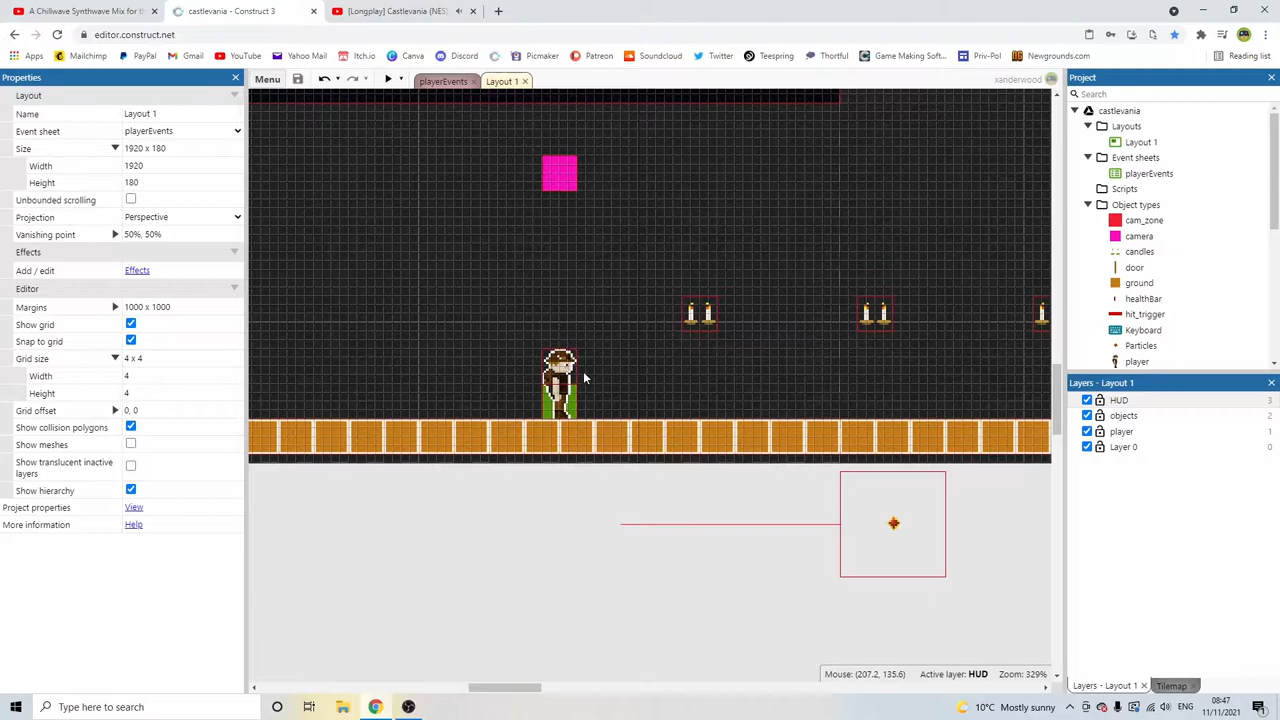 A Chillwave Synthwave Mix for th
castlevania - Construct 3
[Longplay] Castlevania (NES)
editor.construct.net
Apps
Mailchimp
PayPal
Gmail
YouTube
Yahoo Mail
Itch.io
Canva
Discord
Picmaker
Patreon
Soundcloud
Twitter
Teespring
Thortful
Game Making Soft...
Priv-Pol
Newgrounds.com
Reading list
Properties
Menu
playerEvents
Layout 1
xanderwood
Project
Layout
Name Layout 1
Event sheet playerEvents
Size 1920 x 180
Width 1920
Height 180
Unbounded scrolling
Projection Perspective
Vanishing point 50%, 50%
Effects
Add / edit Effects
Editor
Margins 1000 x 1000
Show grid
Snap to grid
Grid size 4 x 4
Width 4
Height 4
Grid offset 0, 0
Show collision polygons
Show meshes
Show translucent inactive
layers
Show hierarchy
Project properties View
More information Help
Search
castlevania
Layouts
Layout 1
Event sheets
playerEvents
Scripts
Object types
cam_zone
camera
candles
door
ground
healthBar
hit_trigger
Keyboard
Particles
player
Layers - Layout 1
HUD 3
objects 2
player 1
Layer 0 0
Mouse: (207.2, 135.6) Active layer: HUD Zoom: 329%
Layers - Layout 1
Tilemap
Type here to search
10°C Mostly sunny
ENG
08:47
11/11/2021